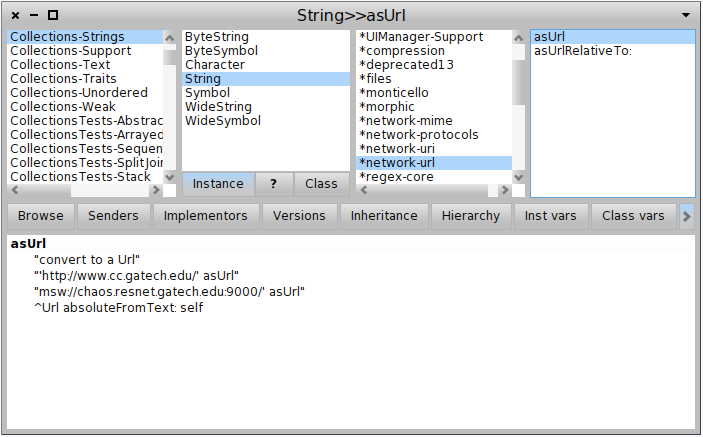 String>>asUrl
Collections-Strings
Collections-Support
Collections-Text
Collections-Traits
Collections-Unordered
Collections-Weak
CollectionsTests-Abstrac
CollectionsTests-Arrayed
CollectionsTests-Sequen
CollectionsTests-SplitJoin
CollectionsTests-Stack
ByteString
ByteSymbol
Character
String
Symbol
WideString
WideSymbol
Instance
?
Class
*UIManager-Support
*compression
*deprecated13
*files
*monticello
*morphic
*network-mime
*network-protocols
*network-uri
*network-url
*regex-core
asUrl
asUrlRelativeTo:
Browse
Senders
Implementors
Versions
Inheritance
Hierarchy
Inst vars
Class vars
asUrl
"convert to a Url"
"'http://www.cc.gatech.edu/' asUrl"
"msw://chaos.resnet.gatech.edu:9000/' asUrl"
^Url absoluteFromText: self